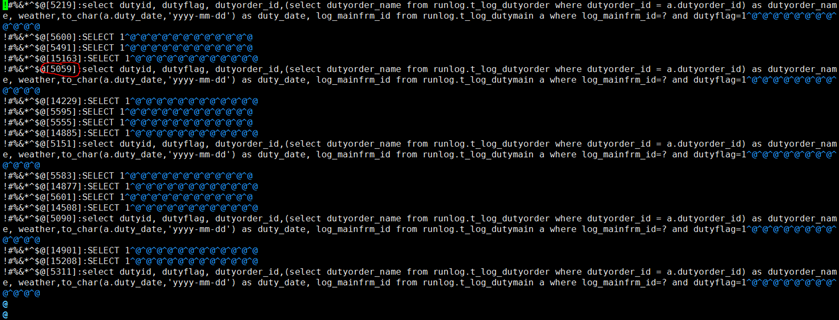 !#%&*^$@[5219]:select dutyid, dutyflag, dutyorder_id,(select dutyorder_name from runlog.t_log_dutyorder where dutyorder_id = a.dutyorder_id) as dutyorder_nam
e, weather,to_char(a.duty_date,'yyyy-mm-dd') as duty_date, log_mainfrm_id from runlog.t_log_dutymain a where log_mainfrm_id=? and dutyflag=1^@^@^@^@^@^@^@^@
@^@^@^@
!#%&*^$@[5600]:SELECT 1^@^@^@^@^@^@^@^@^@^@^@^@
!#%&*^$@[5491]:SELECT 1^@^@^@^@^@^@^@^@^@^@^@^@
!#%&*^$@[15163]:SELECT 1^@^@^@^@^@^@^@^@^@^@^@^@
!#%&*^$@[5059]:select dutyid, dutyflag, dutyorder_id,(select dutyorder_name from runlog.t_log_dutyorder where dutyorder_id = a.dutyorder_id) as dutyorder_nam
e, weather,to_char(a.duty_date,'yyyy-mm-dd') as duty_date, log_mainfrm_id from runlog.t_log_dutymain a where log_mainfrm_id=? and dutyflag=1^@^@^@^@^@^@^@^@
@^@^@^@
!#%&*^$@[14229]:SELECT 1^@^@^@^@^@^@^@^@^@^@^@^@
!#%&*^$@[5595]:SELECT 1^@^@^@^@^@^@^@^@^@^@^@^@
!#%&*^$@[5555]:SELECT 1^@^@^@^@^@^@^@^@^@^@^@^@
!#%&*^$@[14885]:SELECT 1^@^@^@^@^@^@^@^@^@^@^@^@
!#%&*^$@[5151]:select dutyid, dutyflag, dutyorder_id,(select dutyorder_name from runlog.t_log_dutyorder where dutyorder_id = a.dutyorder_id) as dutyorder_nam
e, weather,to_char(a.duty_date,'yyyy-mm-dd') as duty_date, log_mainfrm_id from runlog.t_log_dutymain a where log_mainfrm_id=? and dutyflag=1^@^@^@^@^@^@^@^@
@^@^@^@
!#%&*^$@[5583]:SELECT 1^@^@^@^@^@^@^@^@^@^@^@^@
!#%&*^$@[14877]:SELECT 1^@^@^@^@^@^@^@^@^@^@^@^@
!#%&*^$@[5601]:SELECT 1^@^@^@^@^@^@^@^@^@^@^@^@
!#%&*^$@[14508]:SELECT 1^@^@^@^@^@^@^@^@^@^@^@^@
!#%&*^$@[5090]:select dutyid, dutyflag, dutyorder_id,(select dutyorder_name from runlog.t_log_dutyorder where dutyorder_id = a.dutyorder_id) as dutyorder_nam
e, weather,to_char(a.duty_date,'yyyy-mm-dd') as duty_date, log_mainfrm_id from runlog.t_log_dutymain a where log_mainfrm_id=? and dutyflag=1^@^@^@^@^@^@^@^@
@^@^@^@
!#%&*^$@[14901]:SELECT 1^@^@^@^@^@^@^@^@^@^@^@^@
!#%&*^$@[15208]:SELECT 1^@^@^@^@^@^@^@^@^@^@^@^@
!#%&*^$@[5311]:select dutyid, dutyflag, dutyorder_id,(select dutyorder_name from runlog.t_log_dutyorder where dutyorder_id = a.dutyorder_id) as dutyorder_nam
e, weather,to_char(a.duty_date,'yyyy-mm-dd') as duty_date, log_mainfrm_id from runlog.t_log_dutymain a where log_mainfrm_id=? and dutyflag=1^@^@^@^@^@^@^@^@
@^@^@^@
@
@